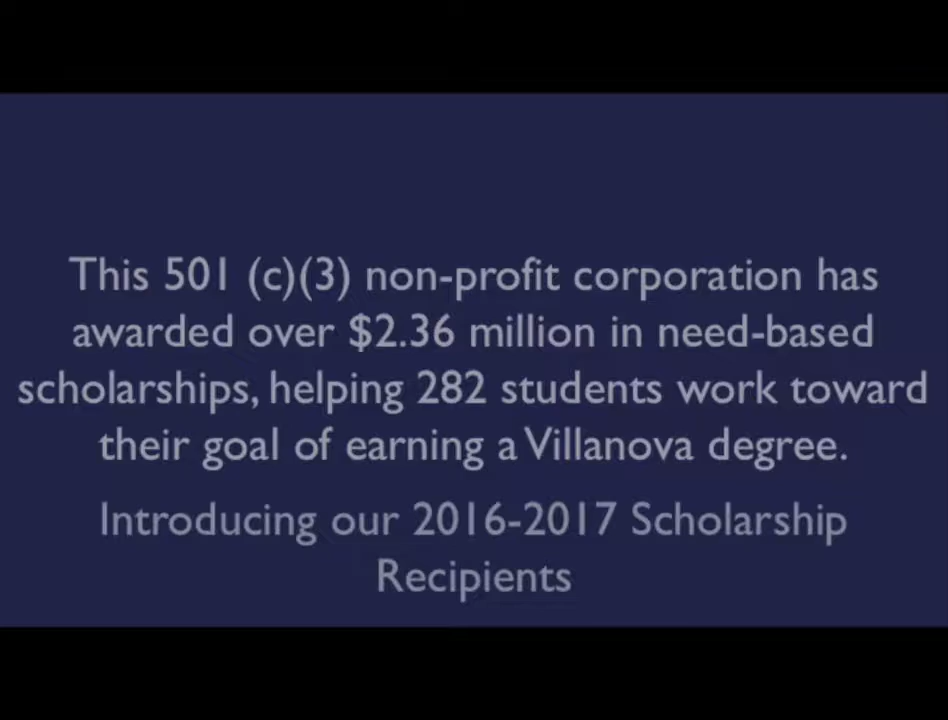 This 501 (c)(3) non-profit corporation has
awarded over $2.36 million in need-based
scholarships, helping 282 students work toward
their goal of earning a Villanova degree.
Introducing our 2016-2017 Scholarship
Recipients